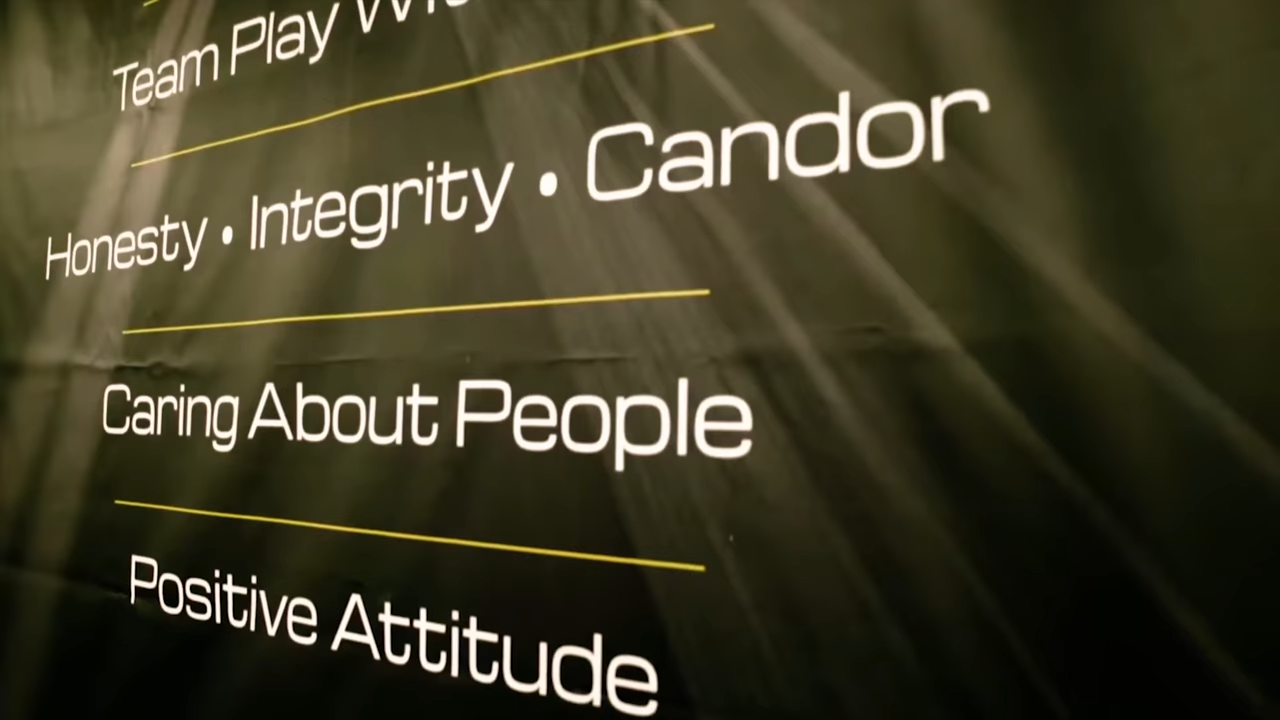 Team Play
Honesty • Integrity • Candor
Caring About People
Positive Attitude